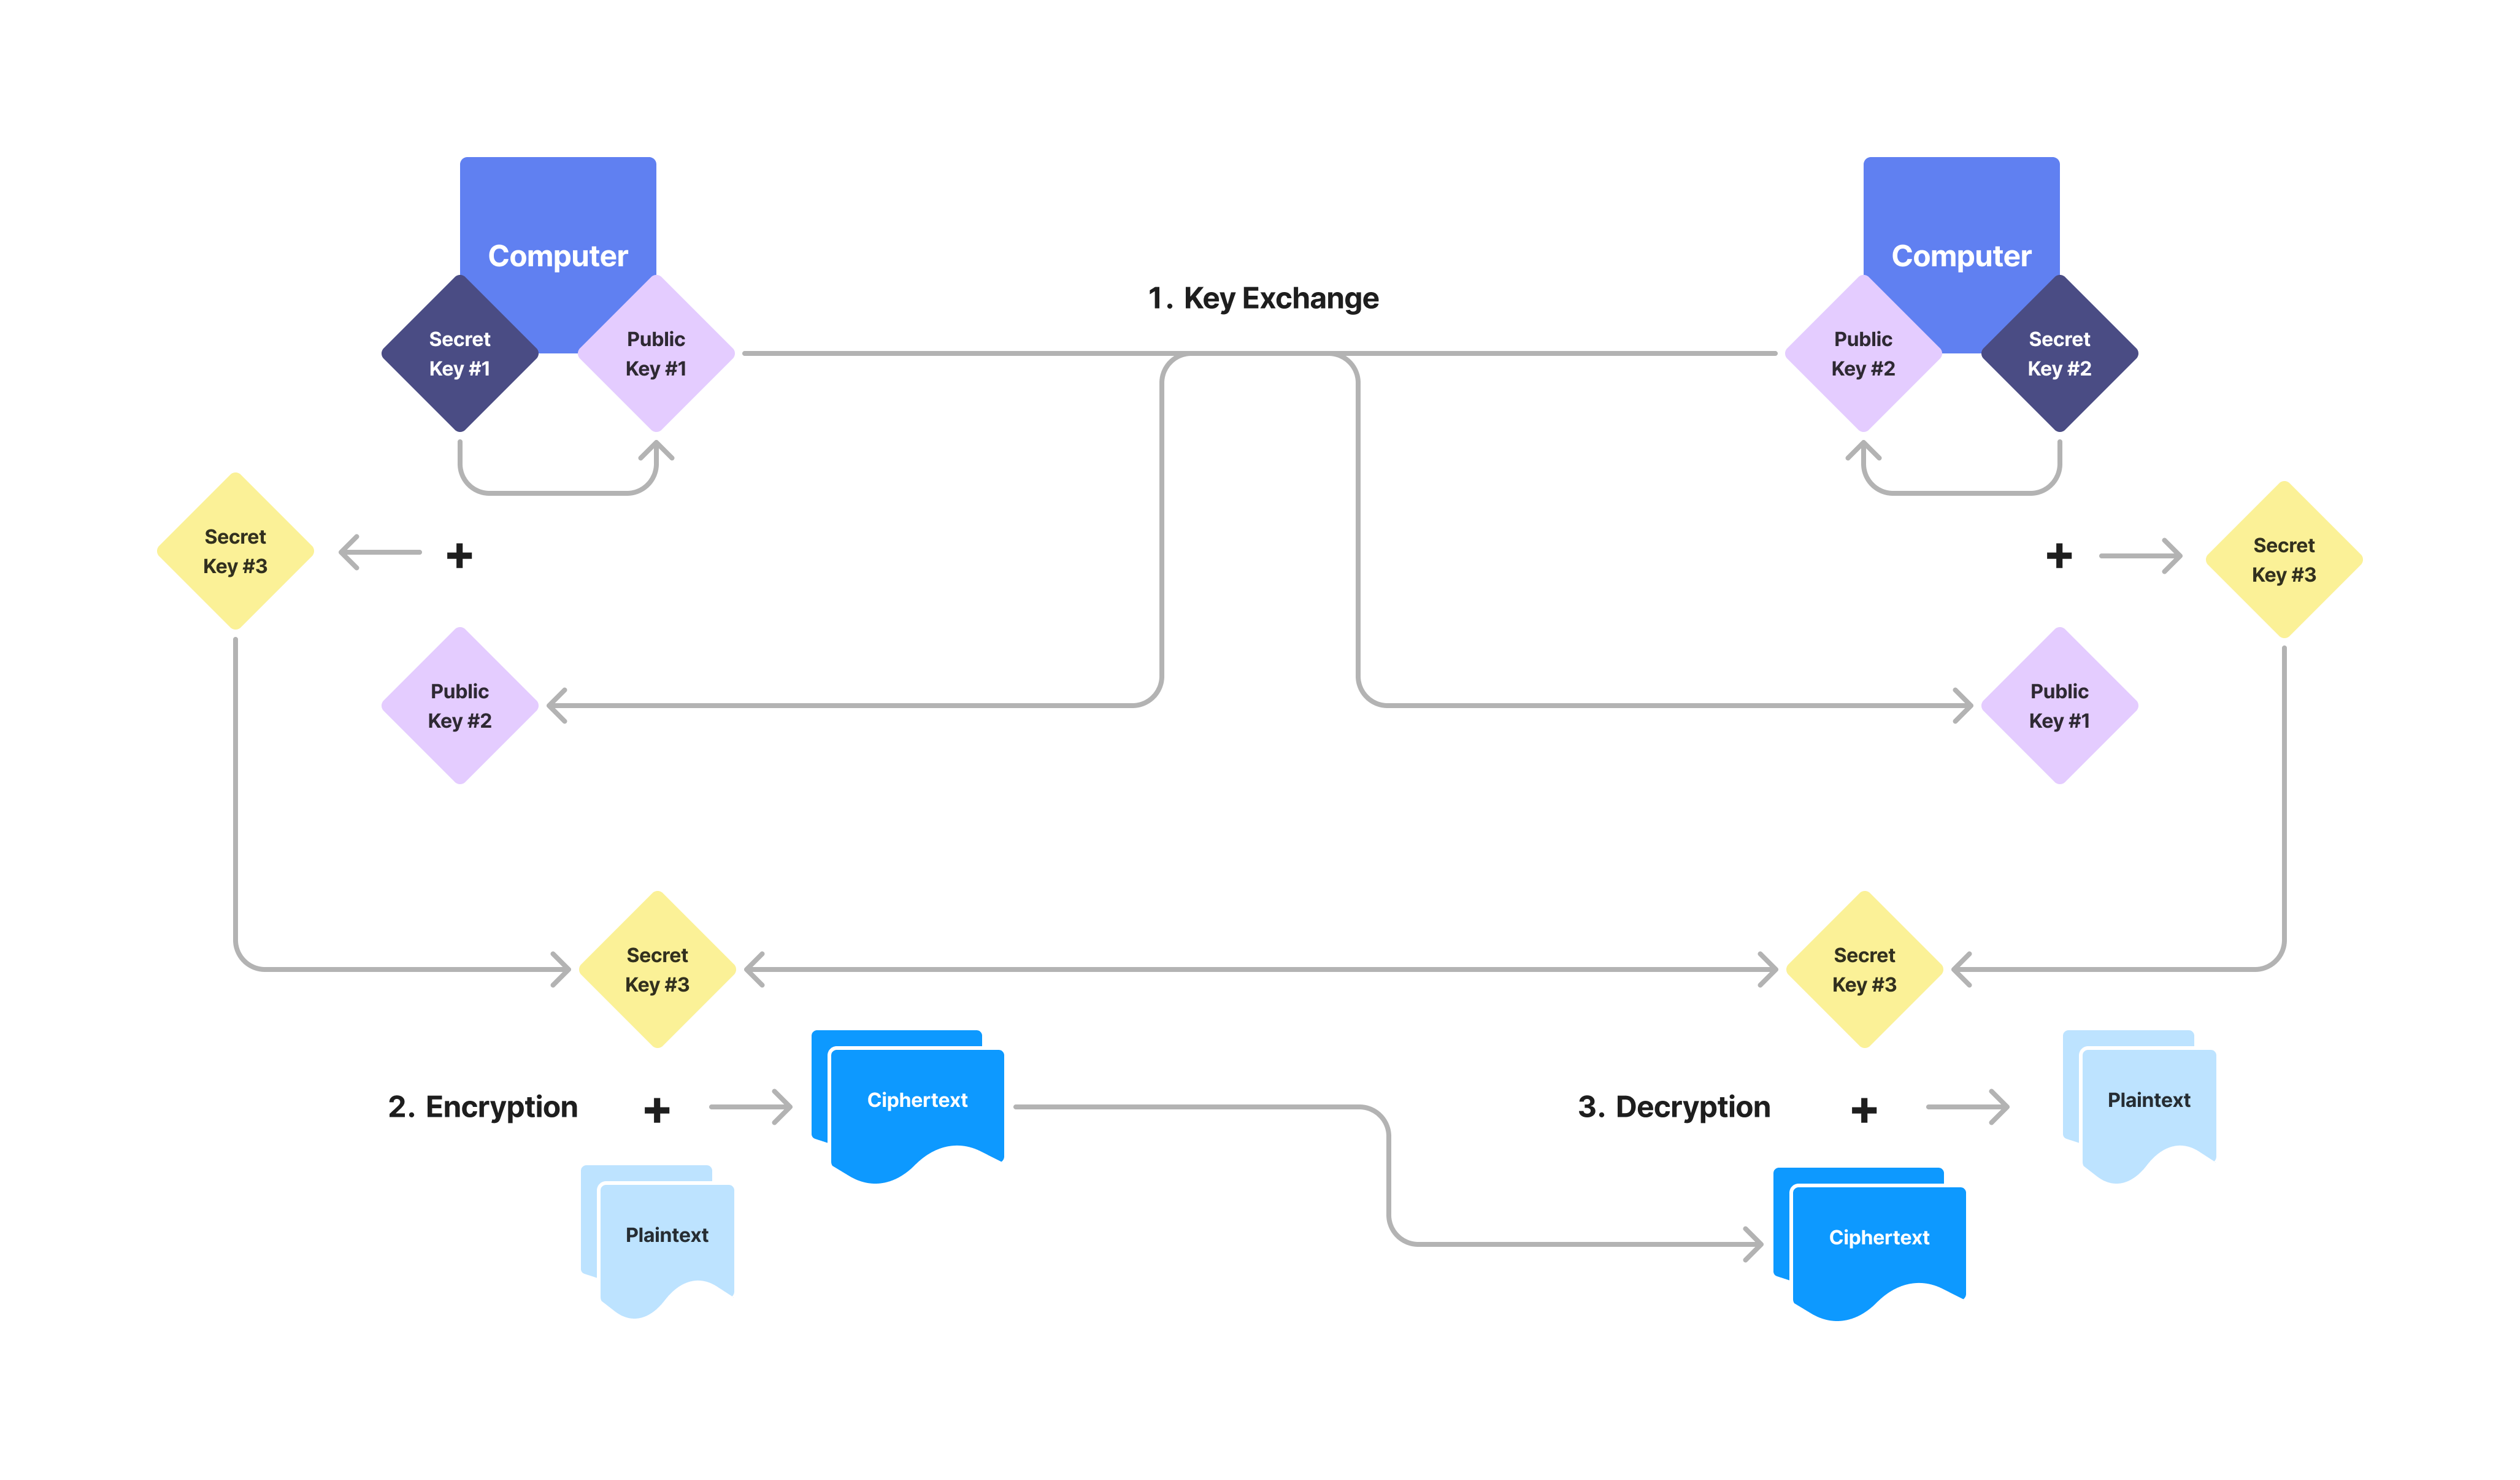 Computer
Computer
1. Key Exchange
Secret
Key #1
Public
Key #1
Public
Key #2
Secret
Key #2
Secret
Key #3
+
+
Secret
Key #3
Public
Key #2
Public
Key #1
Secret
Key #3
Secret
Key #3
2. Encryption
+
Ciphertext
3. Decryption
+
Plaintext
Plaintext
Ciphertext